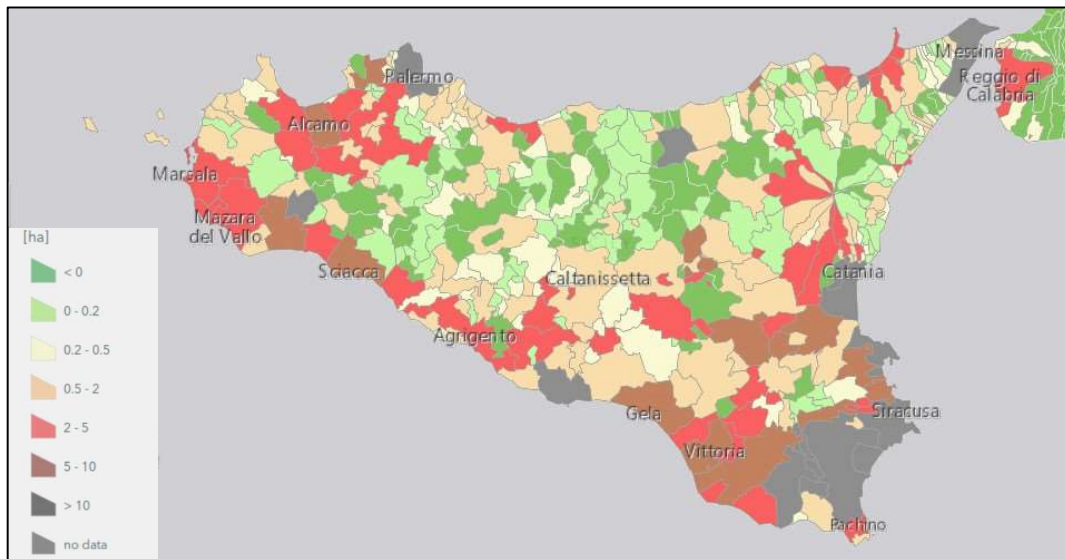 Messina
Palermo
Reggio di
Calabria
Alcamo
Marsala
Mazara
del Vallo
[ha]
Sciacca
Caltanissetta
Catania
< 0
0 - 0.2
0.2 - 0.5
Agrigento
0.5 - 2
Gela
Siracusa
2 - 5
Vittoria
5 - 10
> 10
Pachino
no data